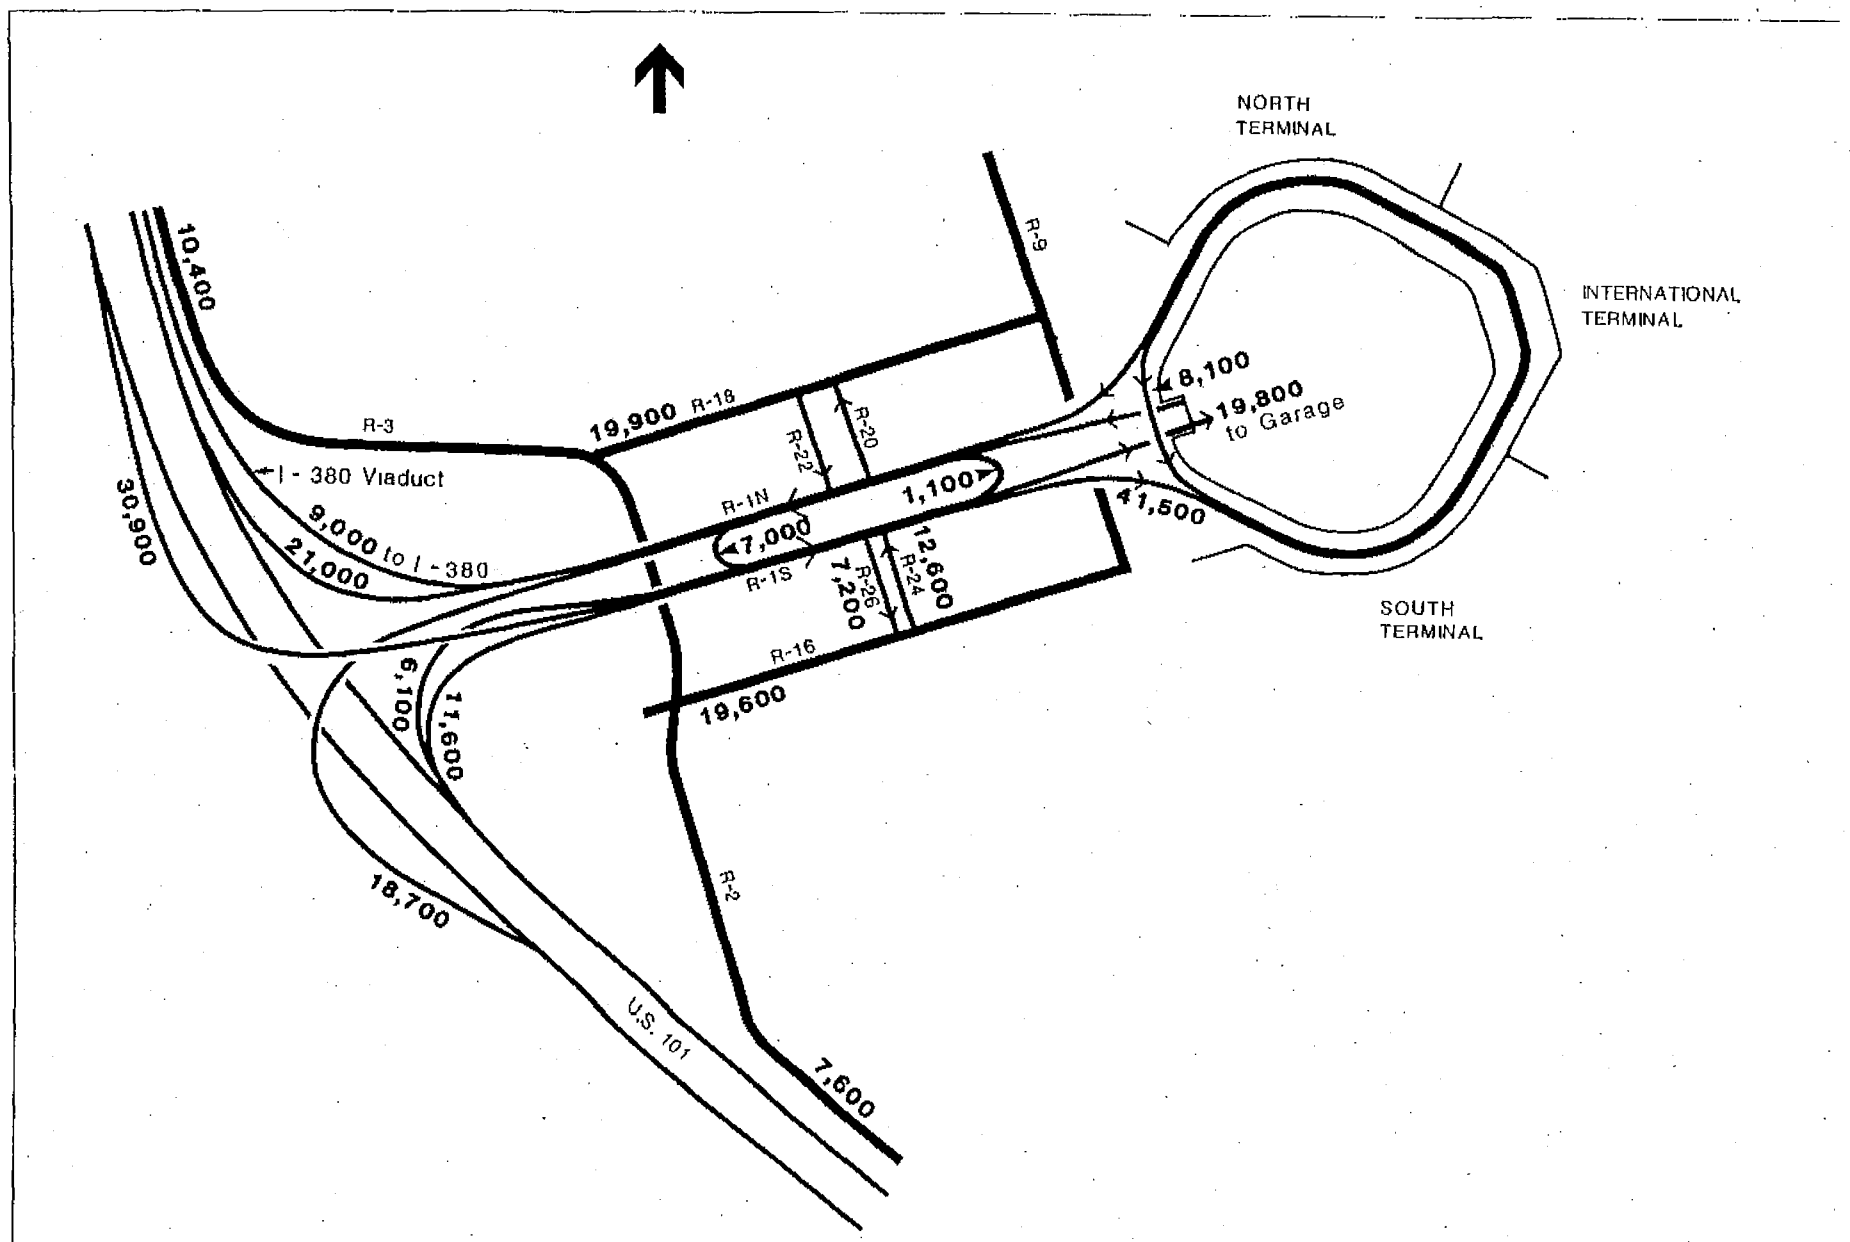 NORTH
TERMINAL
10,400
R-9
INTERNATIONAL
TERMINAL
8,100
19,800
to Garage
R-3
19,900 R-18
R-22
R-20
I - 380 Viaduct
30,900
R-1N
1,100
41,500
9,000 to I - 380
21,000
7,000
R-1S
7,200
R-26
R-24
12,600
SOUTH
TERMINAL
R-16
19,600
6,100
11,600
18,700
R-2
U.S. 101
7,600